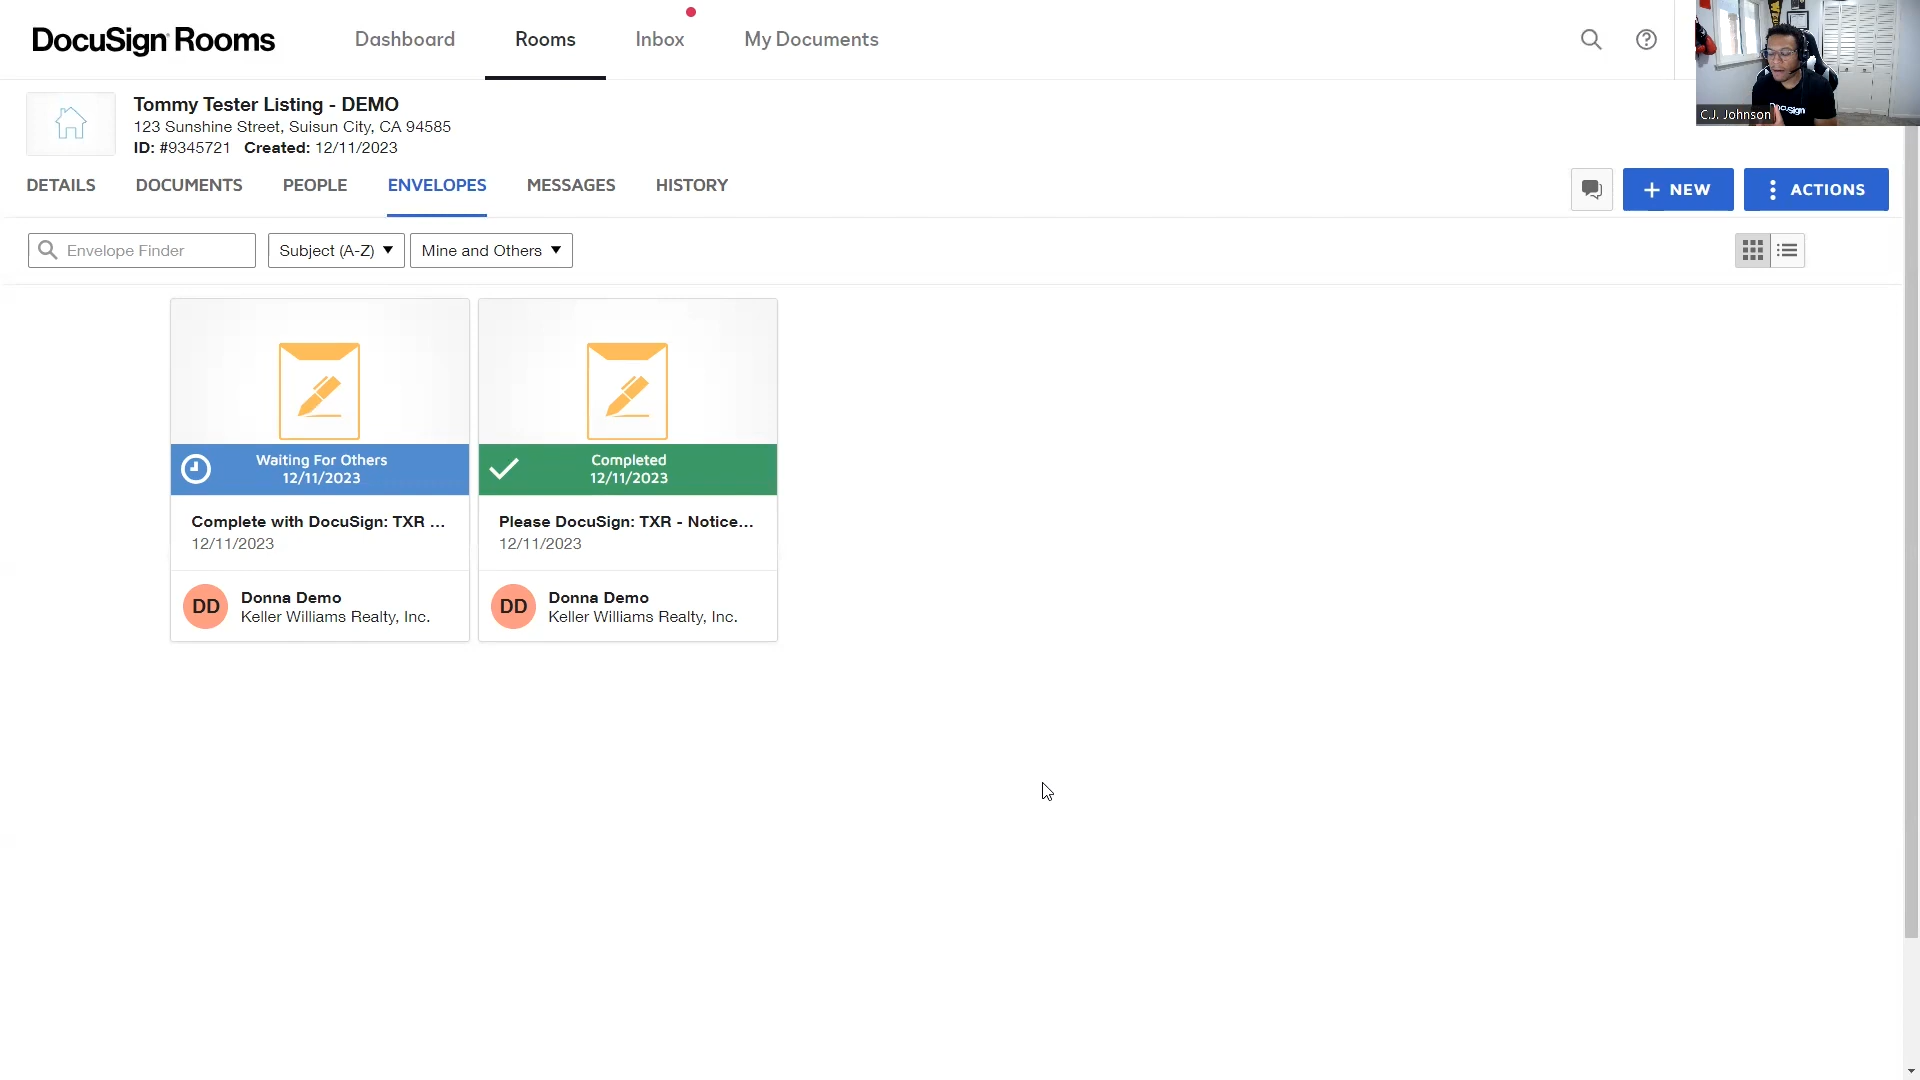 DocuSign Rooms
Dashboard
Rooms
Inbox
My Documents
C.J. Johnson
DocuSign
Tommy Tester Listing - DEMO
123 Sunshine Street, Suisun City, CA 94585
ID: #9345721 Created: 12/11/2023
DETAILS
DOCUMENTS
PEOPLE
ENVELOPES
MESSAGES
HISTORY
+ NEW
ACTIONS
Envelope Finder
Subject (A-Z)
Mine and Others
Waiting For Others
12/11/2023
Complete with DocuSign: TXR ...
12/11/2023
DD
Donna Demo
Keller Williams Realty, Inc.
Completed
12/11/2023
Please DocuSign: TXR - Notice...
12/11/2023
DD
Donna Demo
Keller Williams Realty, Inc.